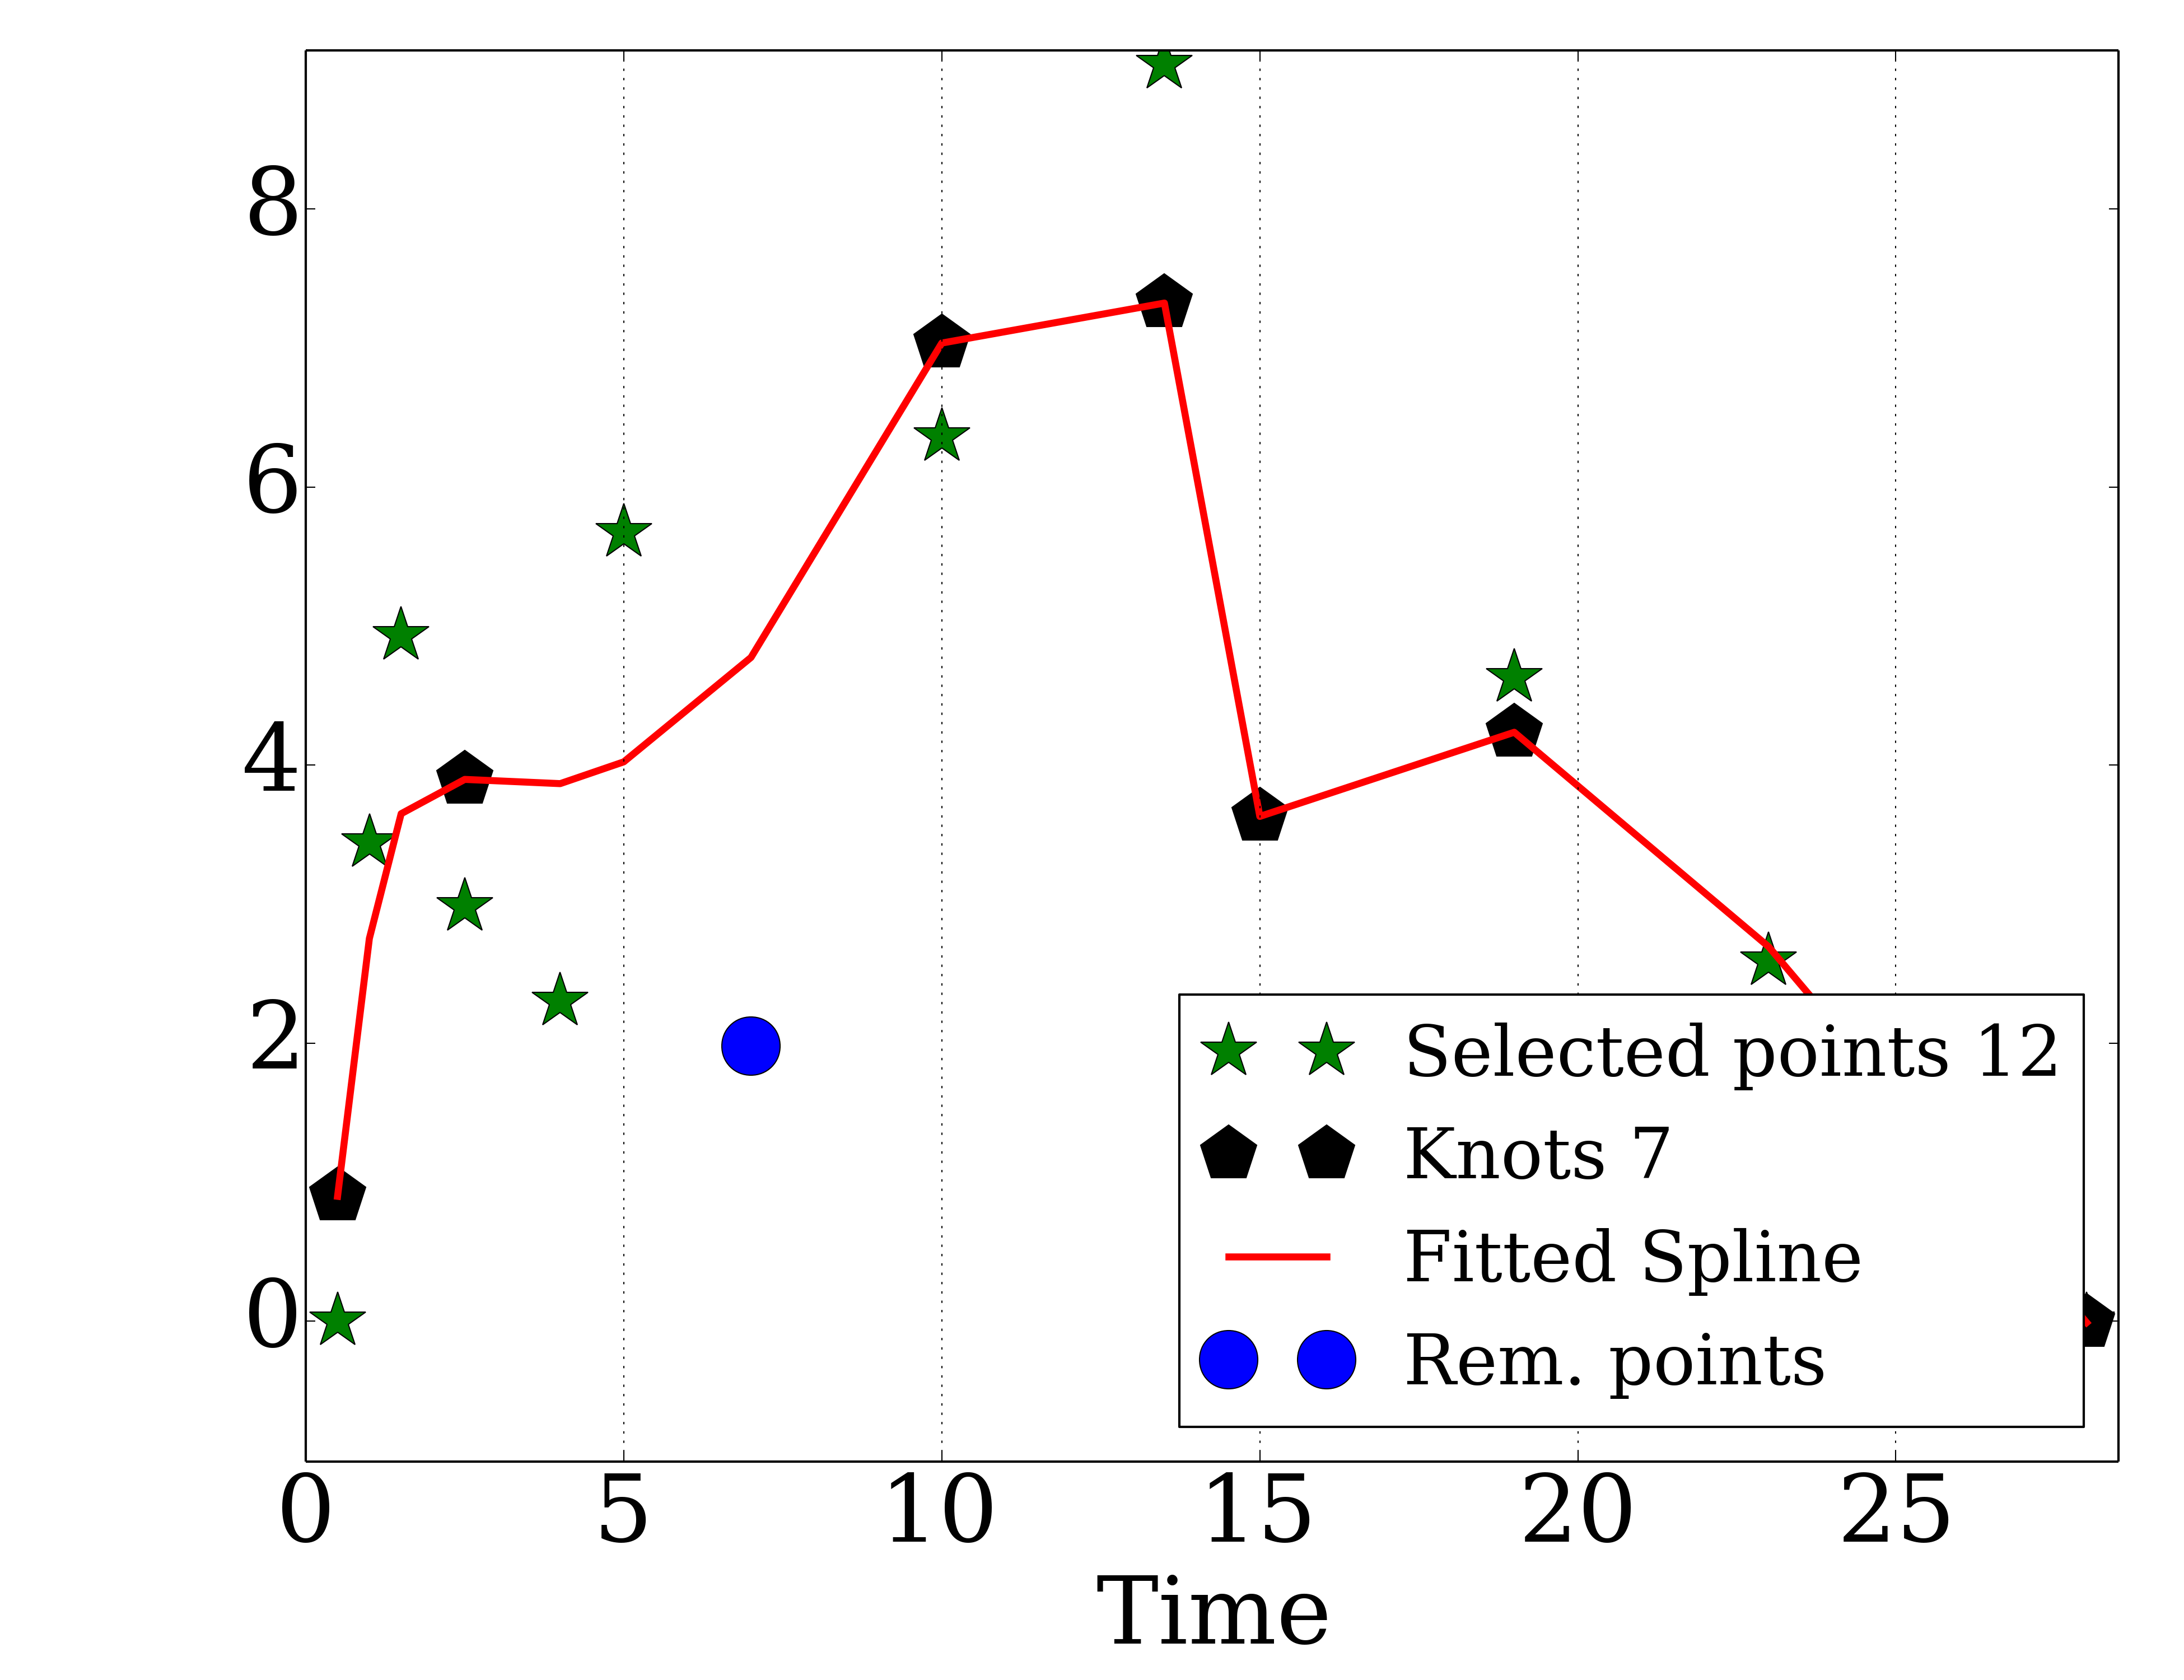 8
6
4
2
0
0 5 10 15 20 25
Time
Selected points 12
Knots 7
Fitted Spline
Rem. points